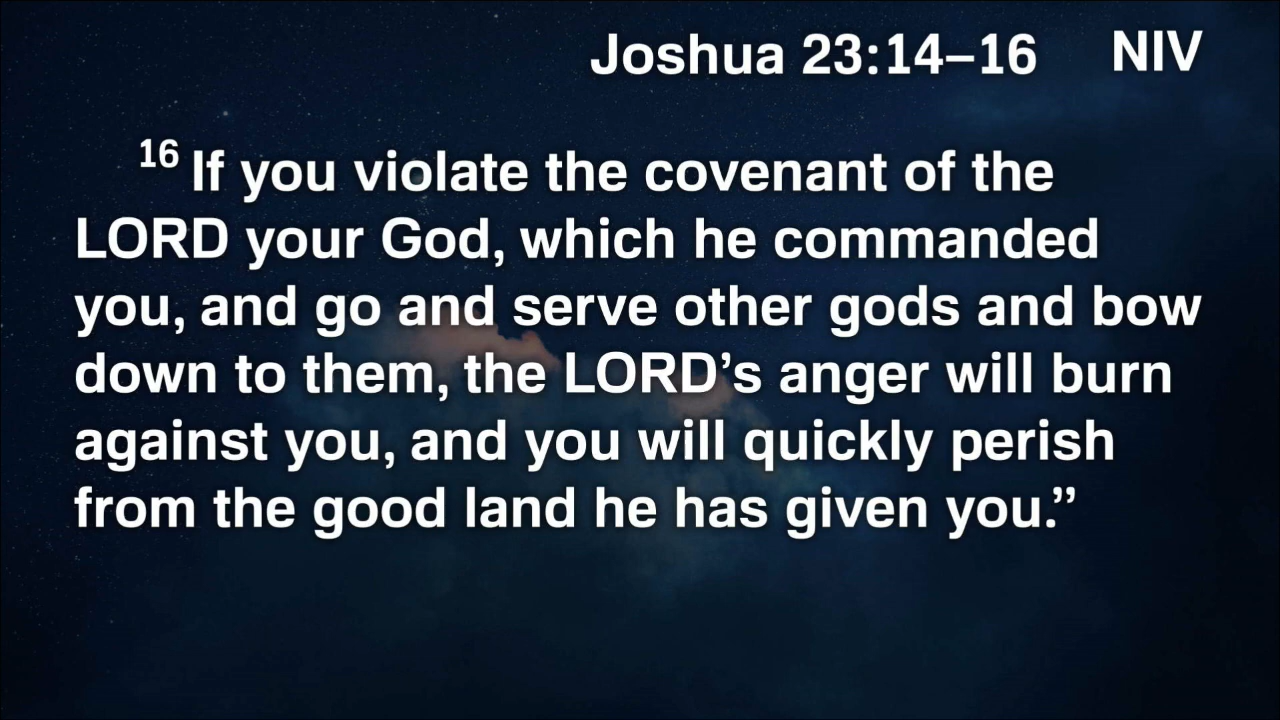 Joshua 23:14–16 NIV
16 If you violate the covenant of the
LORD your God, which he commanded
you, and go and serve other gods and bow
down to them, the LORD’s anger will burn
against you, and you will quickly perish
from the good land he has given you.”